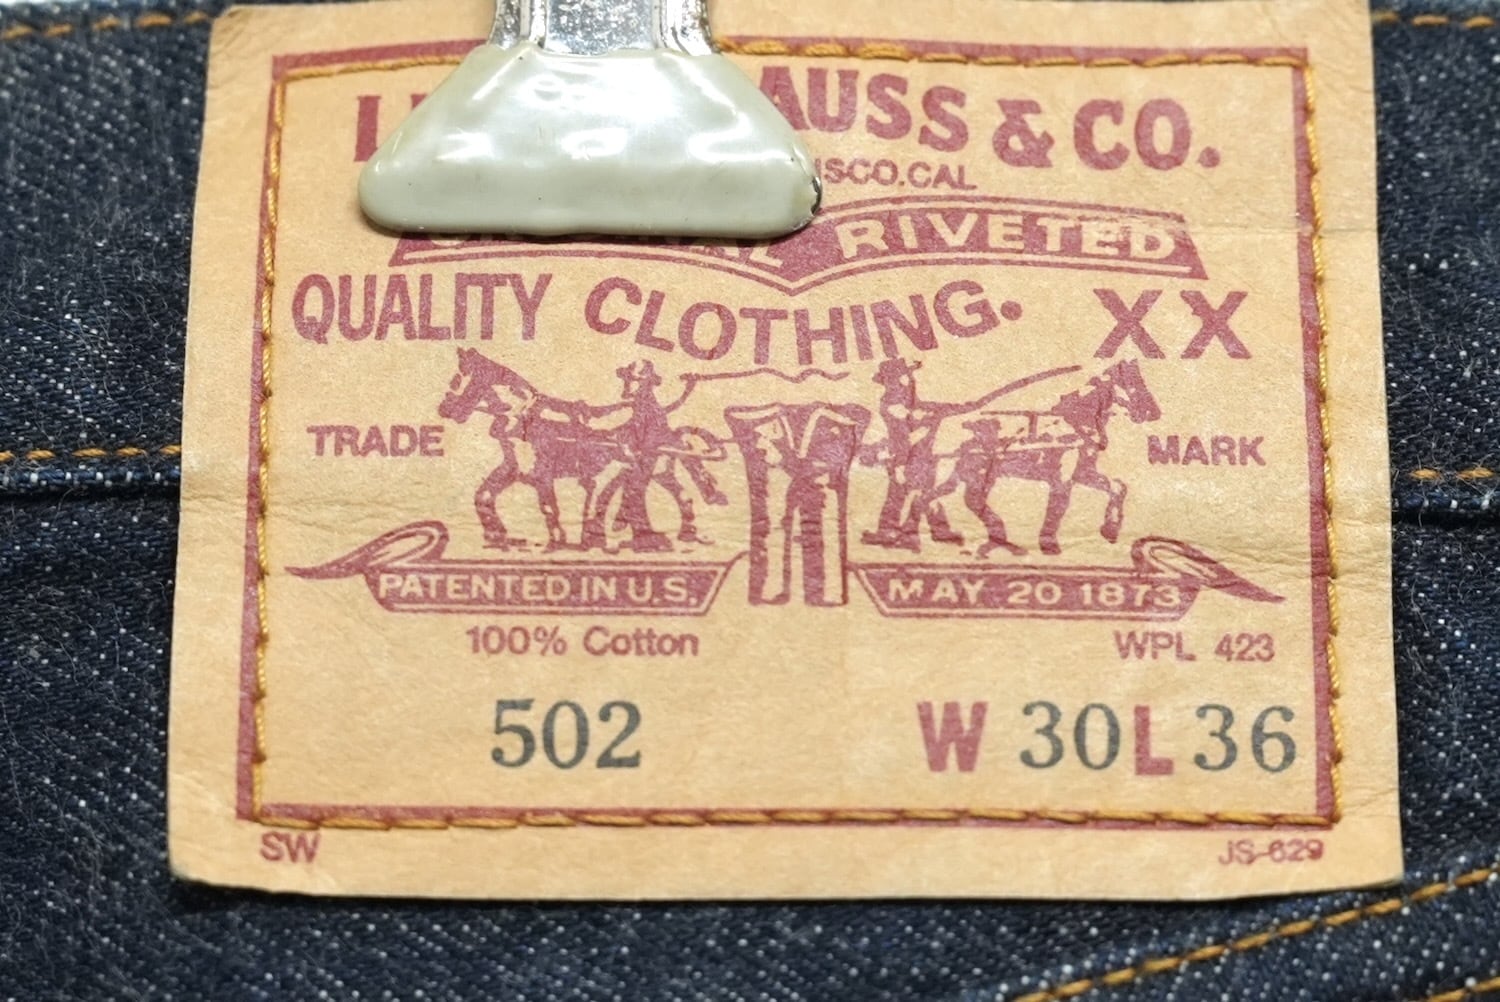 AUSS & CO.
SCO. CAL
RIVETED
QUALITY CLOTHING. XX
TRADE MARK
PATENTED IN U.S. MAY 20 1873
100% Cotton WPL 423
502 W 30 L 36
SW JS-629